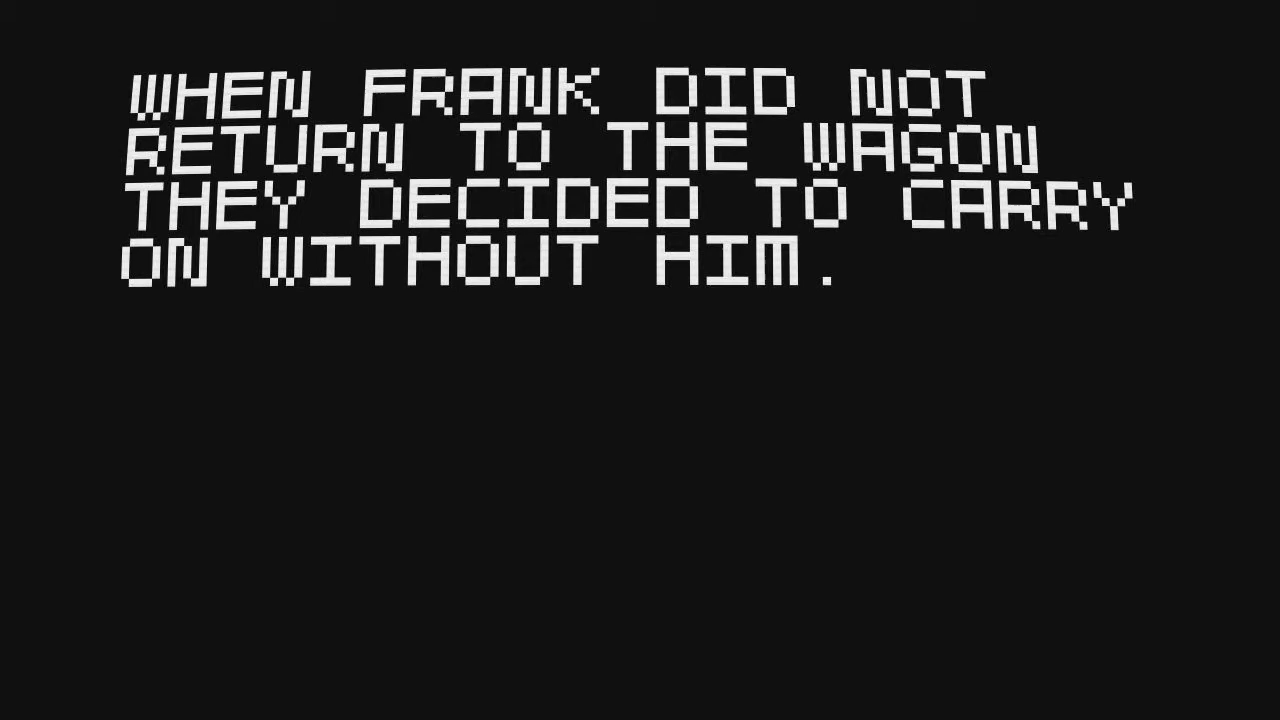 WHEN FRANK DID NOT
RETURN TO THE WAGON
THEY DECIDED TO CARRY
ON WITHOUT HIM.